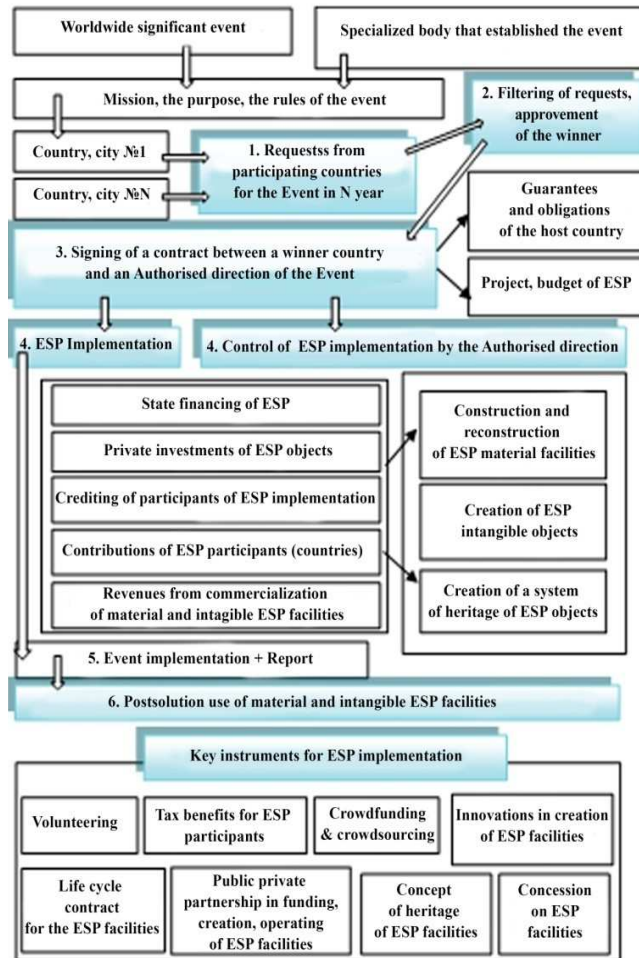 Worldwide significant event
Specialized body that established the event
Mission, the purpose, the rules of the event
2. Filtering of requests,
approvement
of the winner
Country, city №1
1. Requestss from
participating countries
for the Event in N year
Country, city №N
Guarantees
and obligations
of the host country
3. Signing of a contract between a winner country
and an Authorised direction of the Event
Project, budget of ESP
4. ESP Implementation
4. Control of ESP implementation by the Authorised direction
State financing of ESP
Private investments of ESP objects
Crediting of participants of ESP implementation
Contributions of ESP participants (countries)
Revenues from commercialization
of material and intagible ESP facilities
Construction and
reconstruction
of ESP material facilities
Creation of ESP
intangible objects
Creation of a system
of heritage of ESP objects
5. Event implementation + Report
6. Postsolution use of material and intangible ESP facilities
Key instruments for ESP implementation
Volunteering
Tax benefits for ESP
participants
Crowdfunding
& crowdsourcing
Innovations in creation
of ESP facilities
Life cycle
contract
for the ESP facilities
Public private
partnership in funding,
creation, operating
of ESP facilities
Concept
of heritage
of ESP facilities
Concession
on ESP
facilities